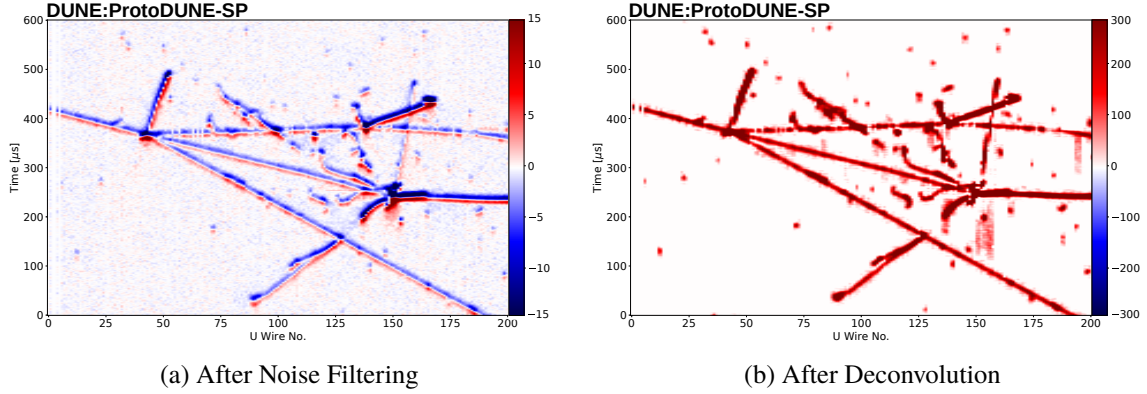 DUNE:ProtoDUNE-SP
600
500
400
300
200
100
0
Time [μs]
0 25 50 75 100 125 150 175 200
U Wire No.
15
10
5
0
−5
−10
−15
(a) After Noise Filtering
DUNE:ProtoDUNE-SP
600
500
400
300
200
100
0
Time [μs]
0 25 50 75 100 125 150 175 200
U Wire No.
300
200
100
0
−100
−200
−300
(b) After Deconvolution